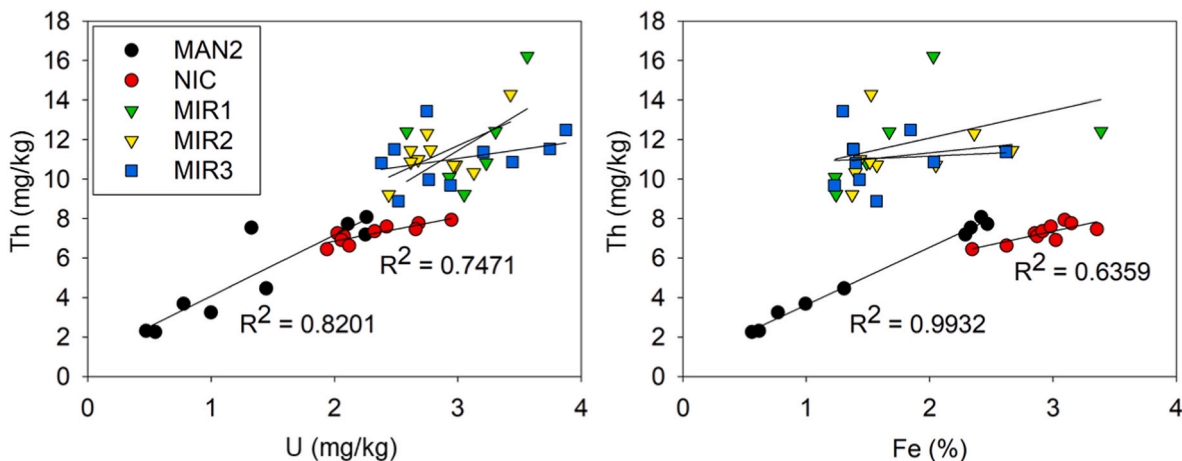 18
16
14
12
10
8
6
4
2
0
Th (mg/kg)
MAN2
NIC
MIR1
MIR2
MIR3
R² = 0.7471
R² = 0.8201
0 1 2 3 4
U (mg/kg)
18
16
14
12
10
8
6
4
2
0
Th (mg/kg)
R² = 0.6359
R² = 0.9932
0 1 2 3 4
Fe (%)